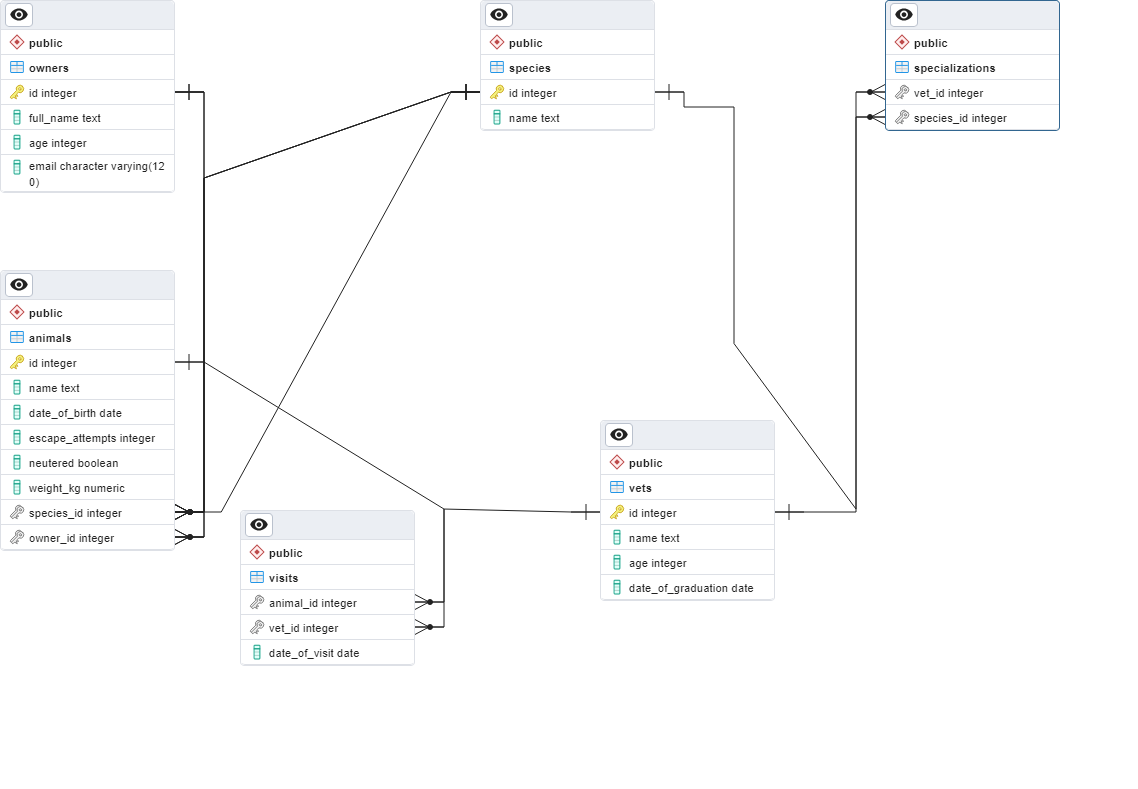 public
owners
id integer
full_name text
age integer
email character varying(12
0)
public
species
id integer
name text
public
specializations
vet_id integer
species_id integer
public
animals
id integer
name text
date_of_birth date
escape_attempts integer
neutered boolean
weight_kg numeric
species_id integer
owner_id integer
public
visits
animal_id integer
vet_id integer
date_of_visit date
public
vets
id integer
name text
age integer
date_of_graduation date